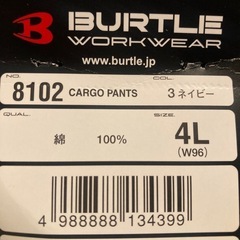 BURTLE
WORKWEAR
www.burtle.jp
NO. COL.
8102 CARGO PANTS 3 ネイビー
QUAL. SIZE
綿 100% 4L
(W96)
4 988888 134399